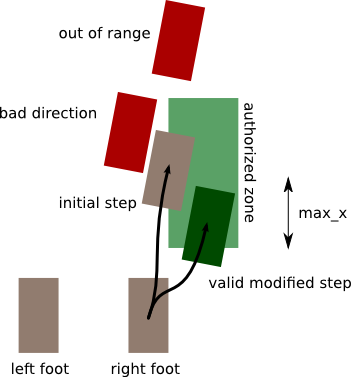 out of range
bad direction
authorized zone
initial step
max_x
valid modified step
left foot
right foot